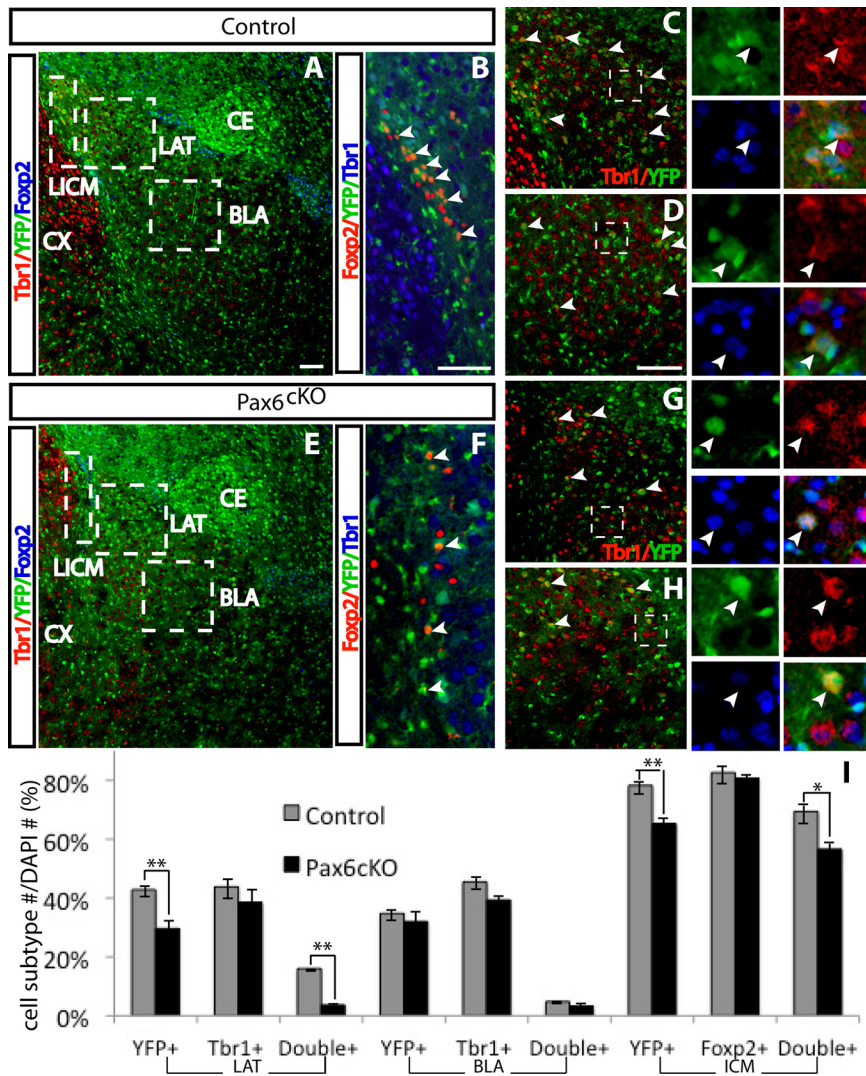 Control
Tbr1/YFP/Foxp2
A
LAT
CE
LICM
BLA
CX
Foxp2/YFP/Tbr1
B
C
Tbr1/YFP
D
Pax6cKO
Tbr1/YFP/Foxp2
E
CE
LAT
LICM
BLA
CX
Foxp2/YFP/Tbr1
F
G
Tbr1/YFP
H
I
cell subtype #/DAPI # (%)
80%
60%
40%
20%
0%
Control
Pax6cKO
**
**
**
*
YFP+ Tbr1+ Double+ YFP+ Tbr1+ Double+ YFP+ Foxp2+ Double+
LAT BLA ICM